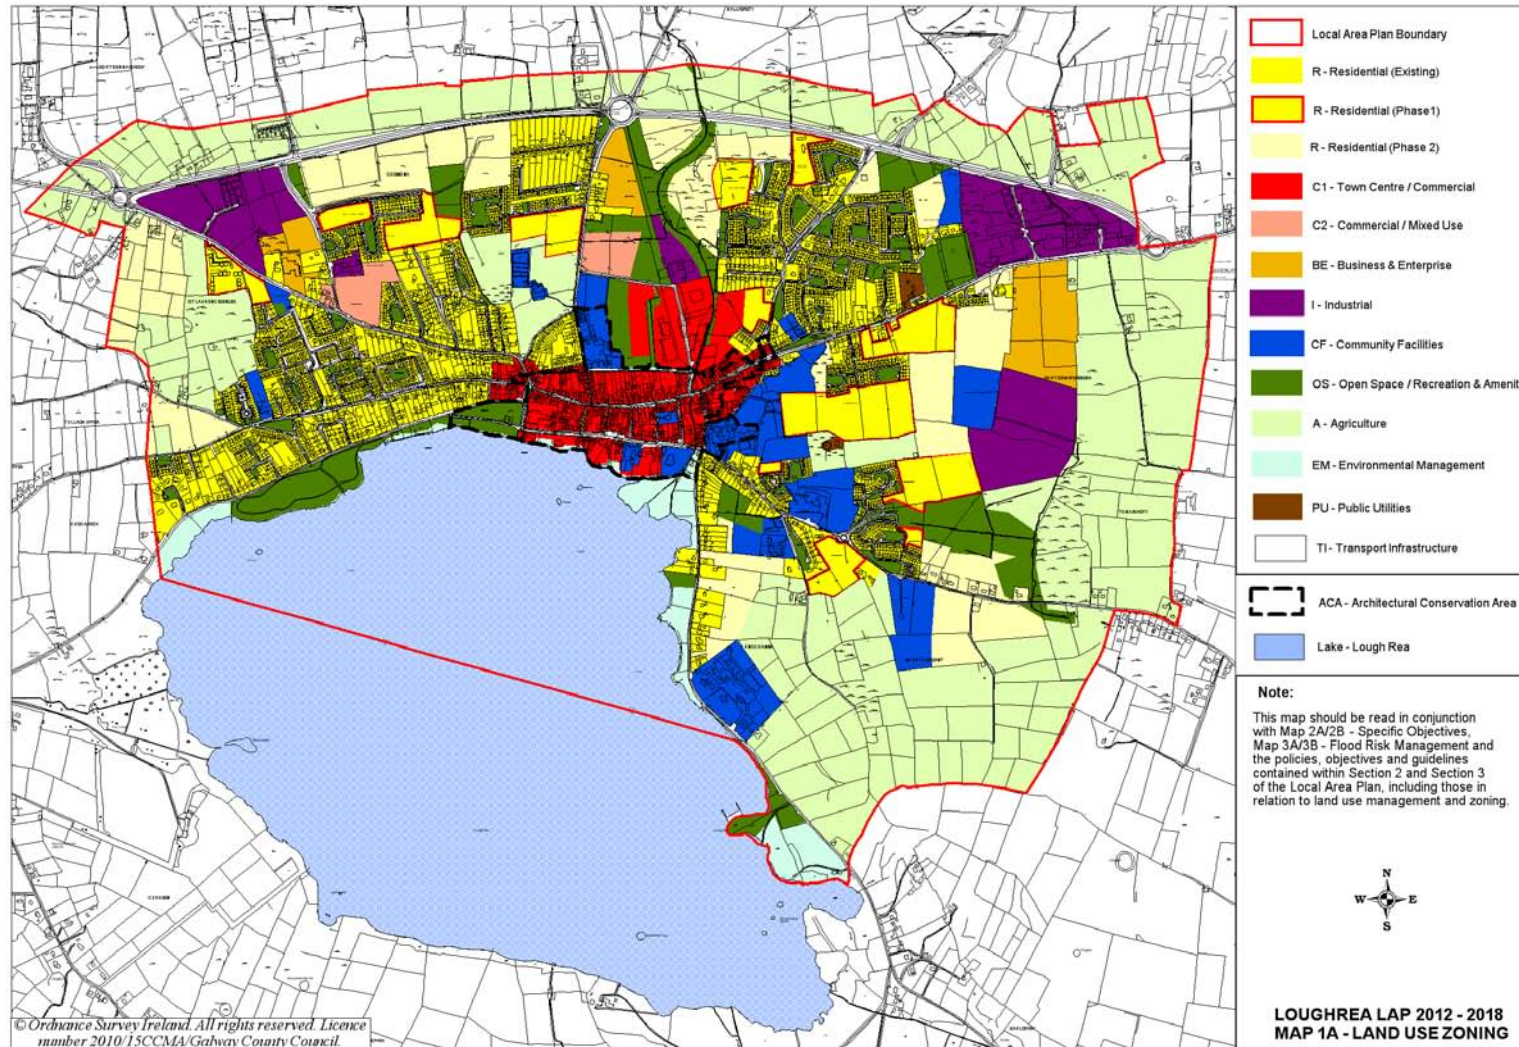 Local Area Plan Boundary
R - Residential (Existing)
R - Residential (Phase1)
R - Residential (Phase 2)
C1 - Town Centre / Commercial
C2 - Commercial / Mixed Use
BE - Business & Enterprise
I - Industrial
CF - Community Facilities
OS - Open Space / Recreation & Amenit
A - Agriculture
EM - Environmental Management
PU - Public Utilities
TI - Transport Infrastructure
ACA - Architectural Conservation Area
Lake - Lough Rea
Note:
This map should be read in conjunction
with Map 2A/2B - Specific Objectives,
Map 3A/3B - Flood Risk Management and
the policies, objectives and guidelines
contained within Section 2 and Section 3
of the Local Area Plan, including those in
relation to land use management and zoning.
N
W E
S
LOUGHREA LAP 2012 - 2018
MAP 1A - LAND USE ZONING
© Ordnance Survey Ireland. All rights reserved. Licence
number 2010/15CCMA/Galway County Council.